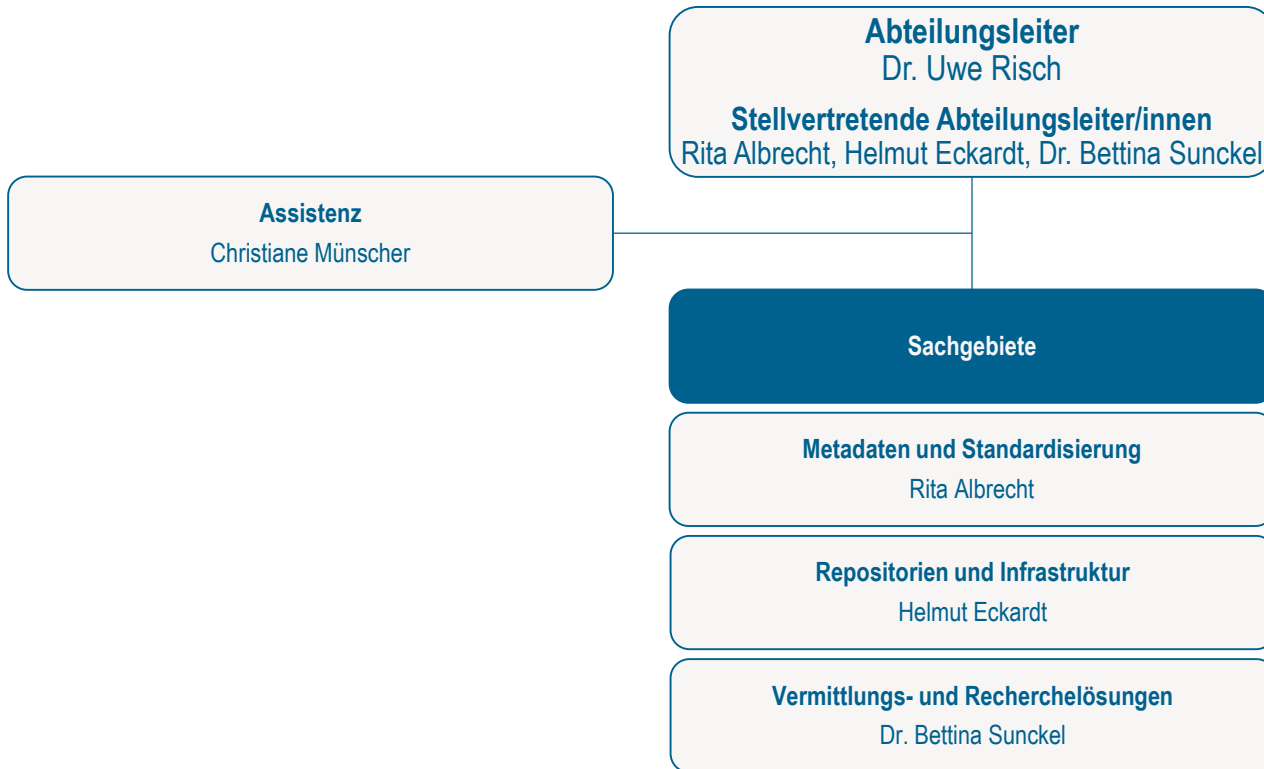 Abteilungsleiter
Dr. Uwe Risch
Stellvertretende Abteilungsleiter/innen
Rita Albrecht, Helmut Eckardt, Dr. Bettina Sunckel
Assistenz
Christiane Münscher
Sachgebiete
Metadaten und Standardisierung
Rita Albrecht
Repositorien und Infrastruktur
Helmut Eckardt
Vermittlungs- und Recherchelösungen
Dr. Bettina Sunckel